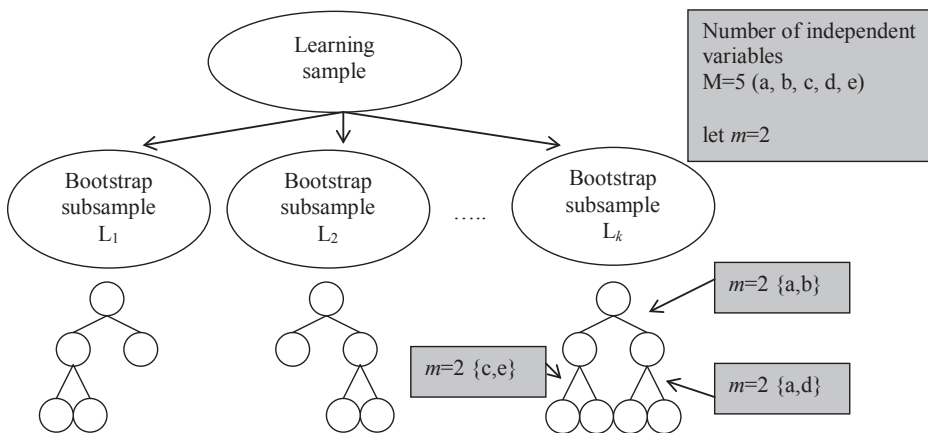 Learning
sample
Number of independent
variables
M=5 (a, b, c, d, e)
let m=2
Bootstrap
subsample
L1
Bootstrap
subsample
L2
…..
Bootstrap
subsample
Lk
m=2 {a,b}
m=2 {c,e}
m=2 {a,d}